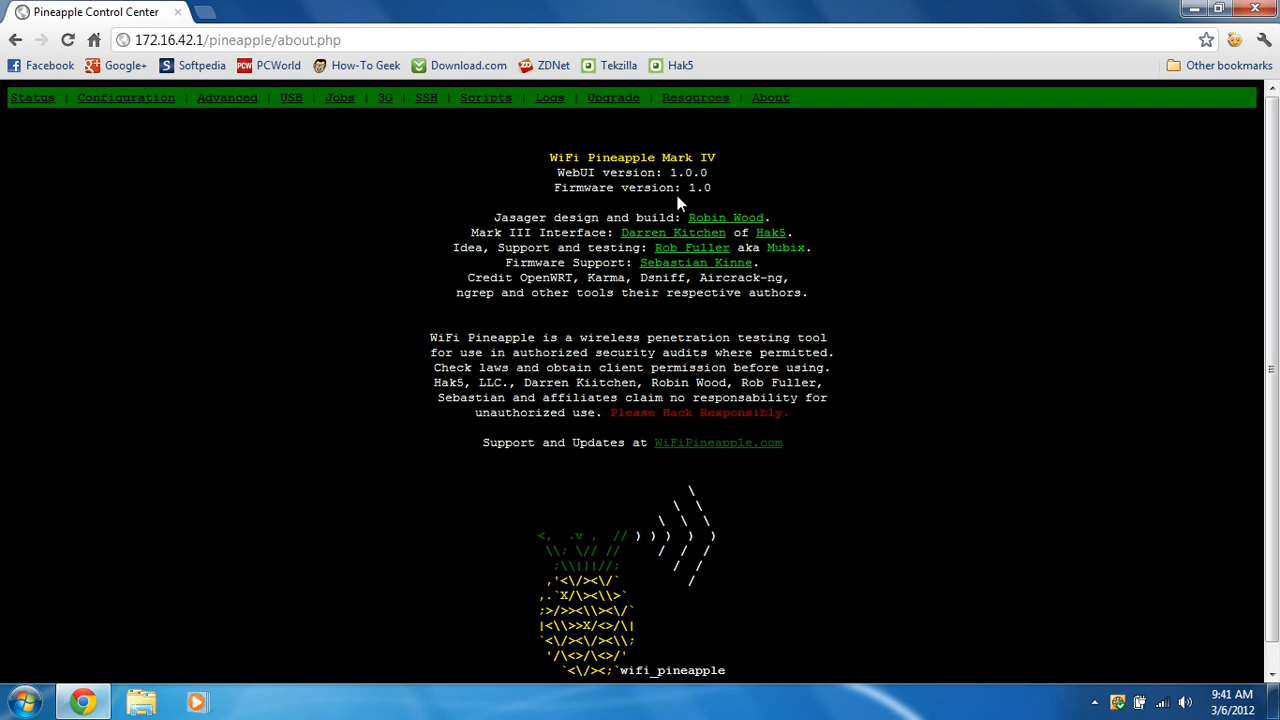 Pineapple Control Center
172.16.42.1/pineapple/about.php
Facebook Google+ Softpedia PCWorld How-To Geek Download.com ZDNet Tekzilla Hak5 Other bookmarks
Status | Configuration | Advanced | USB | Jobs | 3G | SSH | Scripts | Logs | Upgrade | Resources | About
WiFi Pineapple Mark IV
WebUI version: 1.0.0
Firmware version: 1.0
Jasager design and build: Robin Wood.
Mark III Interface: Darren Kitchen of Hak5.
Idea, Support and testing: Rob Fuller aka Mubix.
Firmware Support: Sebastian Kinne.
Credit OpenWRT, Karma, Dsniff, Aircrack-ng,
ngrep and other tools their respective authors.
WiFi Pineapple is a wireless penetration testing tool
for use in authorized security audits where permitted.
Check laws and obtain client permission before using.
Hak5, LLC., Darren Kiitchen, Robin Wood, Rob Fuller,
Sebastian and affiliates claim no responsability for
unauthorized use. Please Hack Responsibly.
Support and Updates at WiFiPineapple.com
wifi_pineapple
9:41 AM
3/6/2012